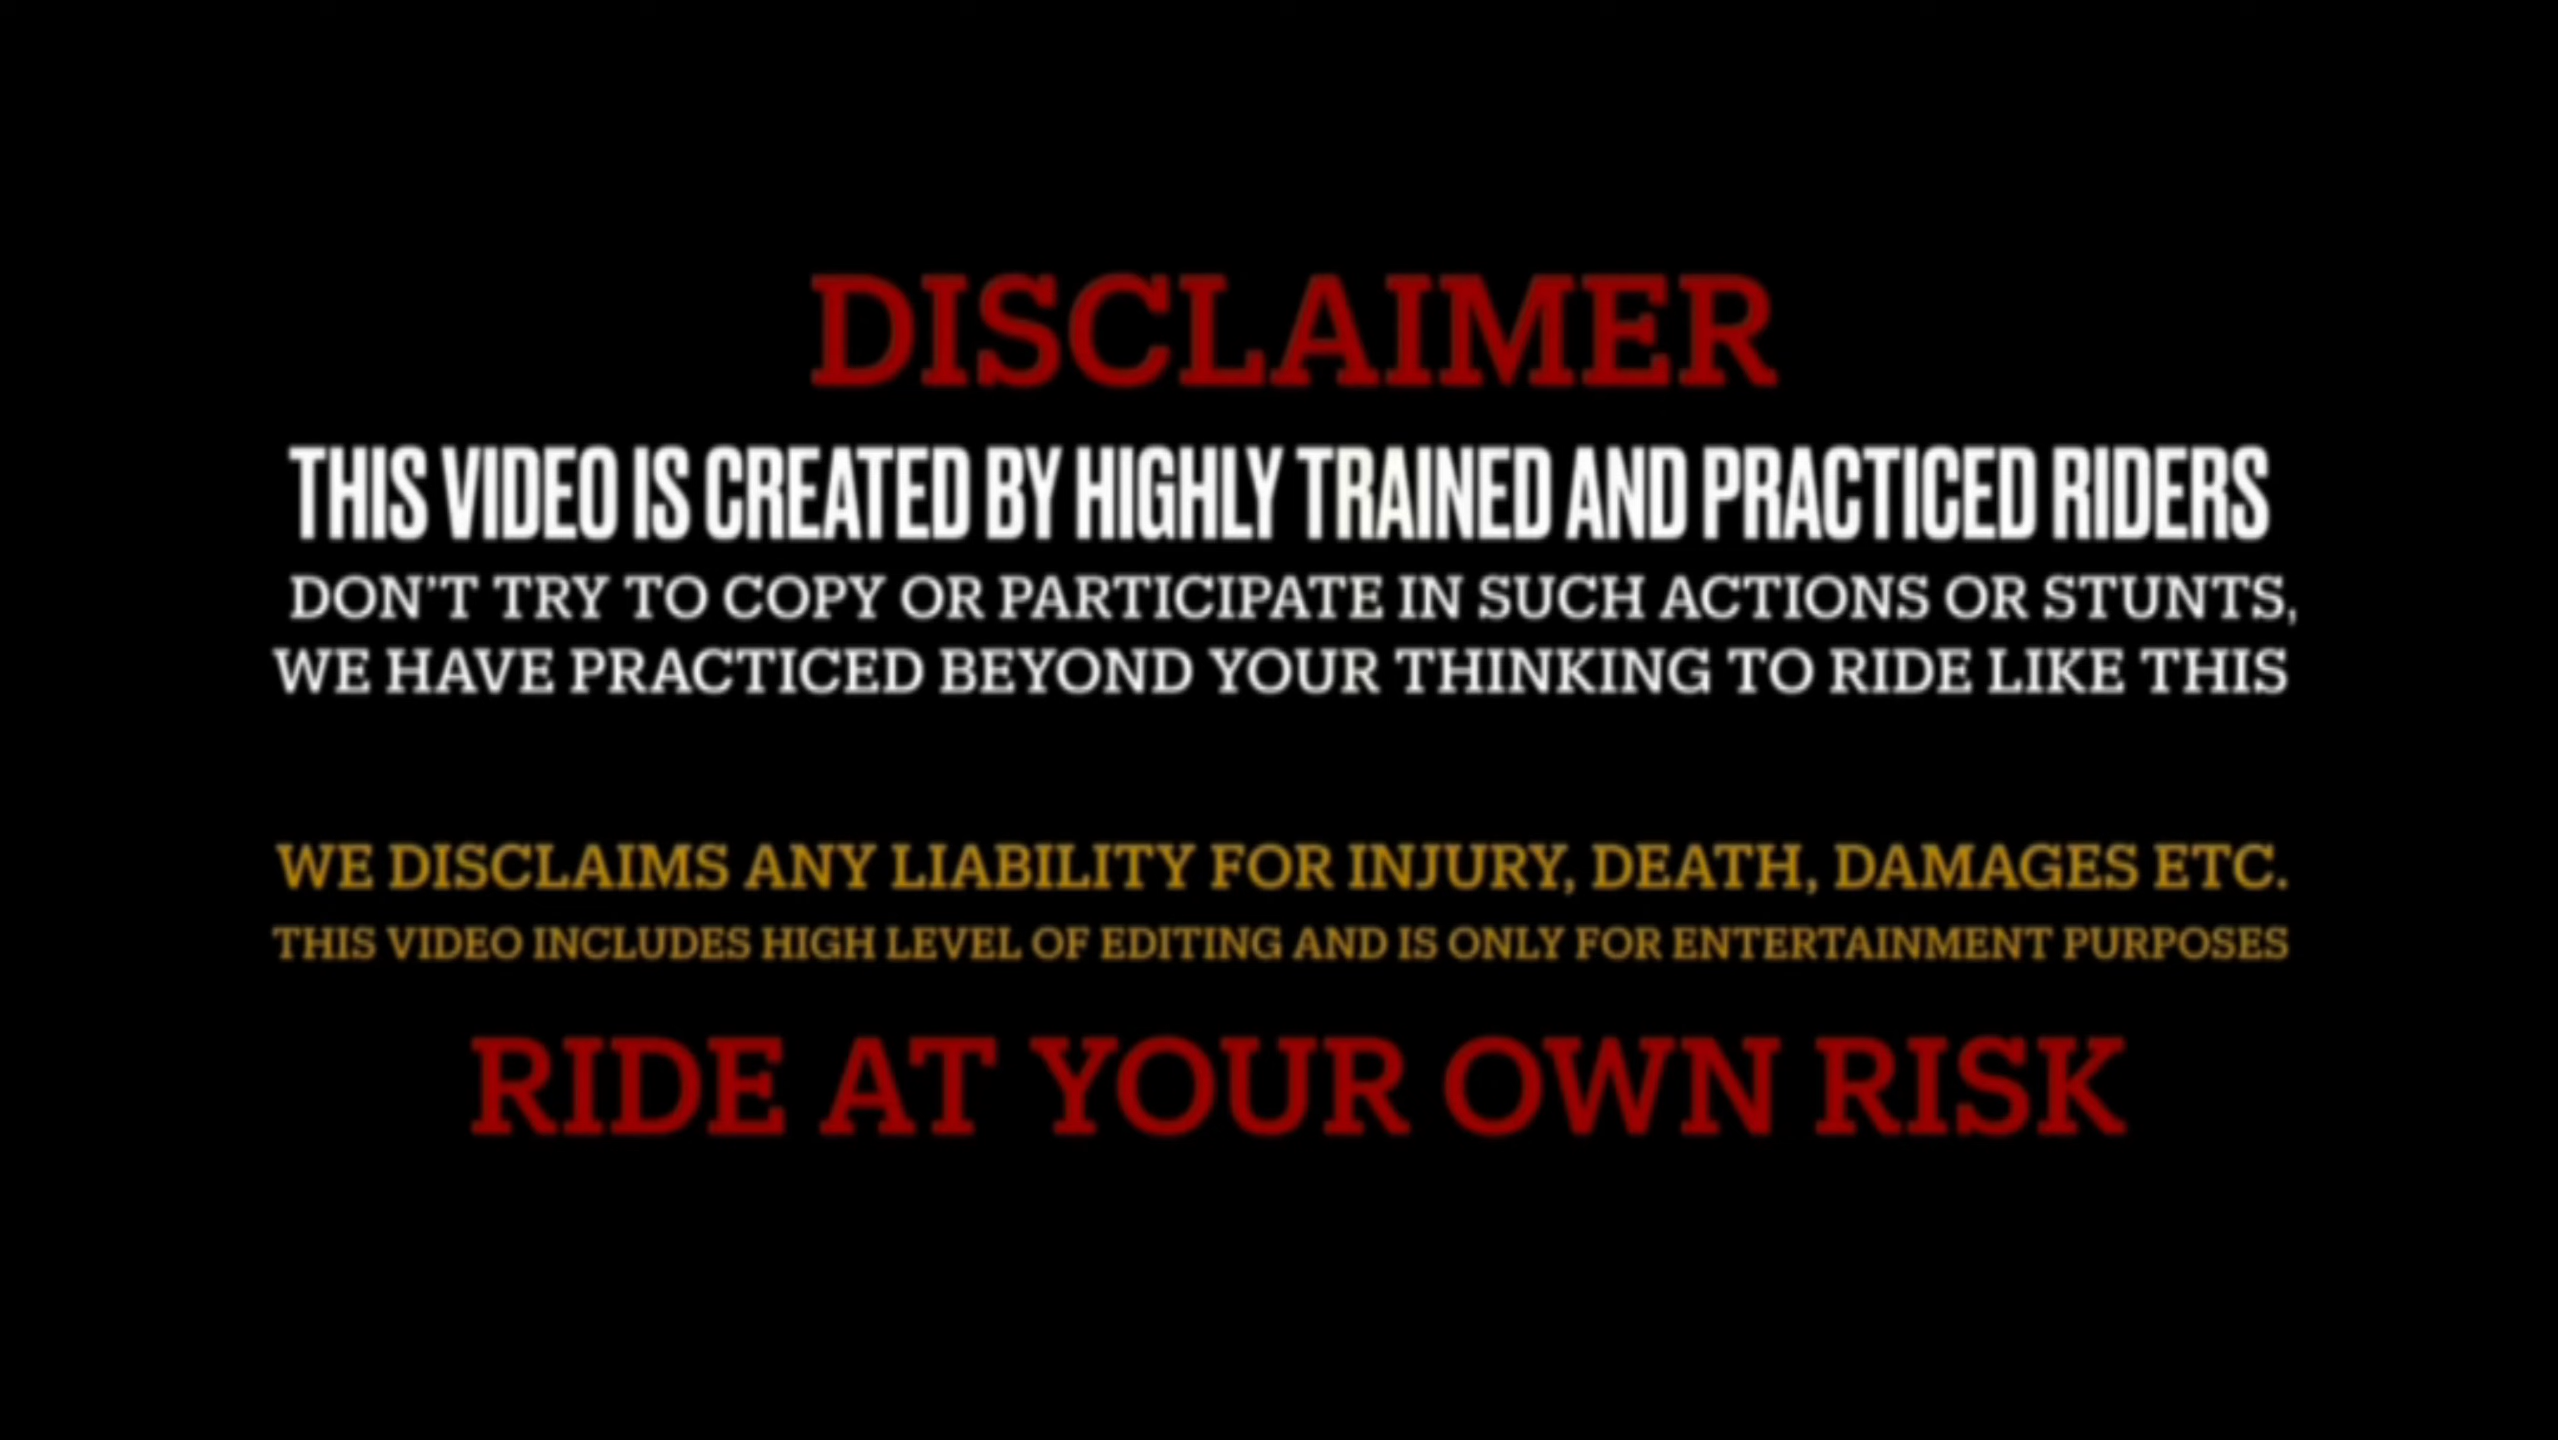 DISCLAIMER
THIS VIDEO IS CREATED BY HIGHLY TRAINED AND PRACTICED RIDERS
DON'T TRY TO COPY OR PARTICIPATE IN SUCH ACTIONS OR STUNTS,
WE HAVE PRACTICED BEYOND YOUR THINKING TO RIDE LIKE THIS
WE DISCLAIMS ANY LIABILITY FOR INJURY, DEATH, DAMAGES ETC.
THIS VIDEO INCLUDES HIGH LEVEL OF EDITING AND IS ONLY FOR ENTERTAINMENT PURPOSES
RIDE AT YOUR OWN RISK